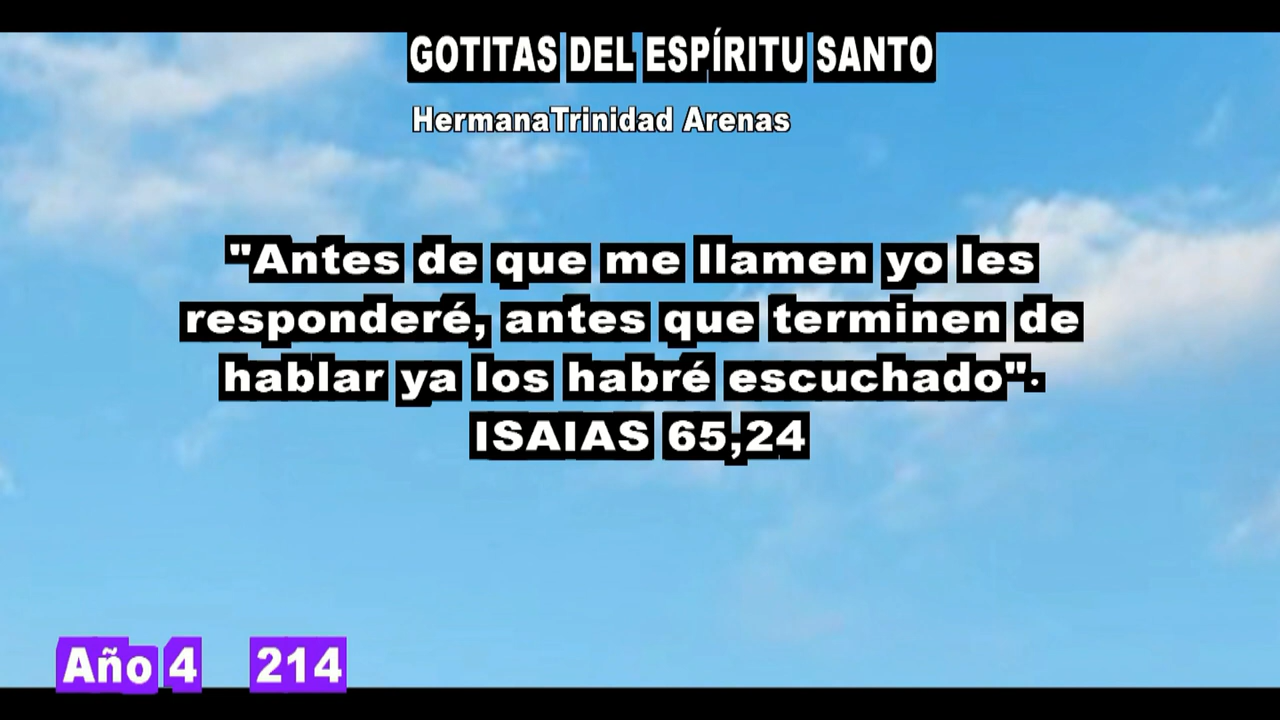 GOTITAS DEL ESPÍRITU SANTO
HermanaTrinidad Arenas
"Antes de que me llamen yo les
responderé, antes que terminen de
hablar ya los habré escuchado".
ISAIAS 65,24
Año 4 214